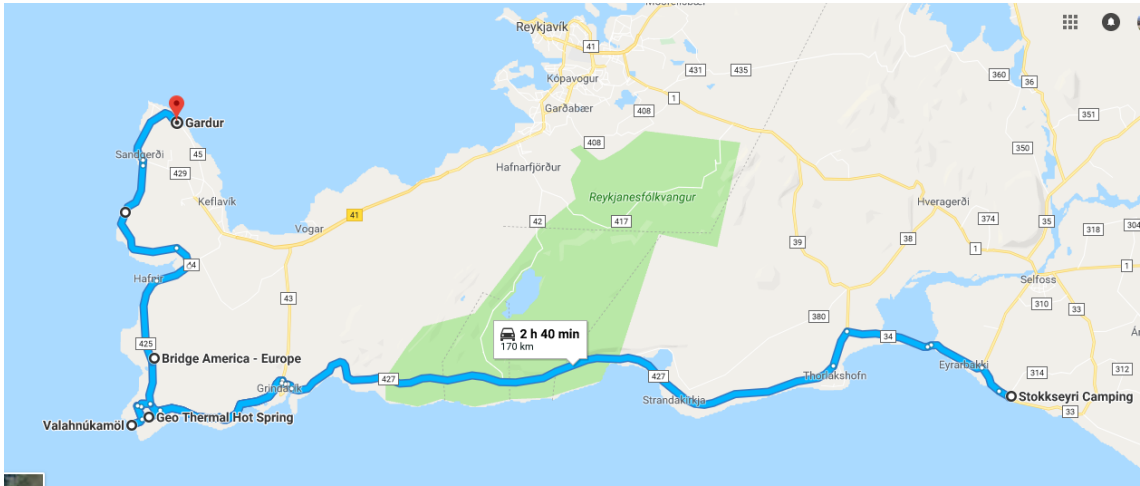 Mosfellsbær
Reykjavík
41
360
36
431
435
Kópavogur
1
Garðabær
408
351
Gardur
408
350
Sandgerði
45
Hafnarfjörður
429
Reykjanesfólkvangur
Keflavík
Hveragerði
374
35
41
42
417
318
304
Vogar
39
38
1
44
1
Hafnir
Selfoss
43
310
33
380
2 h 40 min
170 km
34
425
Bridge America - Europe
Eyrarbakki
314
312
427
427
Grindavík
Þorlákshöfn
Strandakirkja
Stokkseyri Camping
33
Geo Thermal Hot Spring
Valahnúkamöl